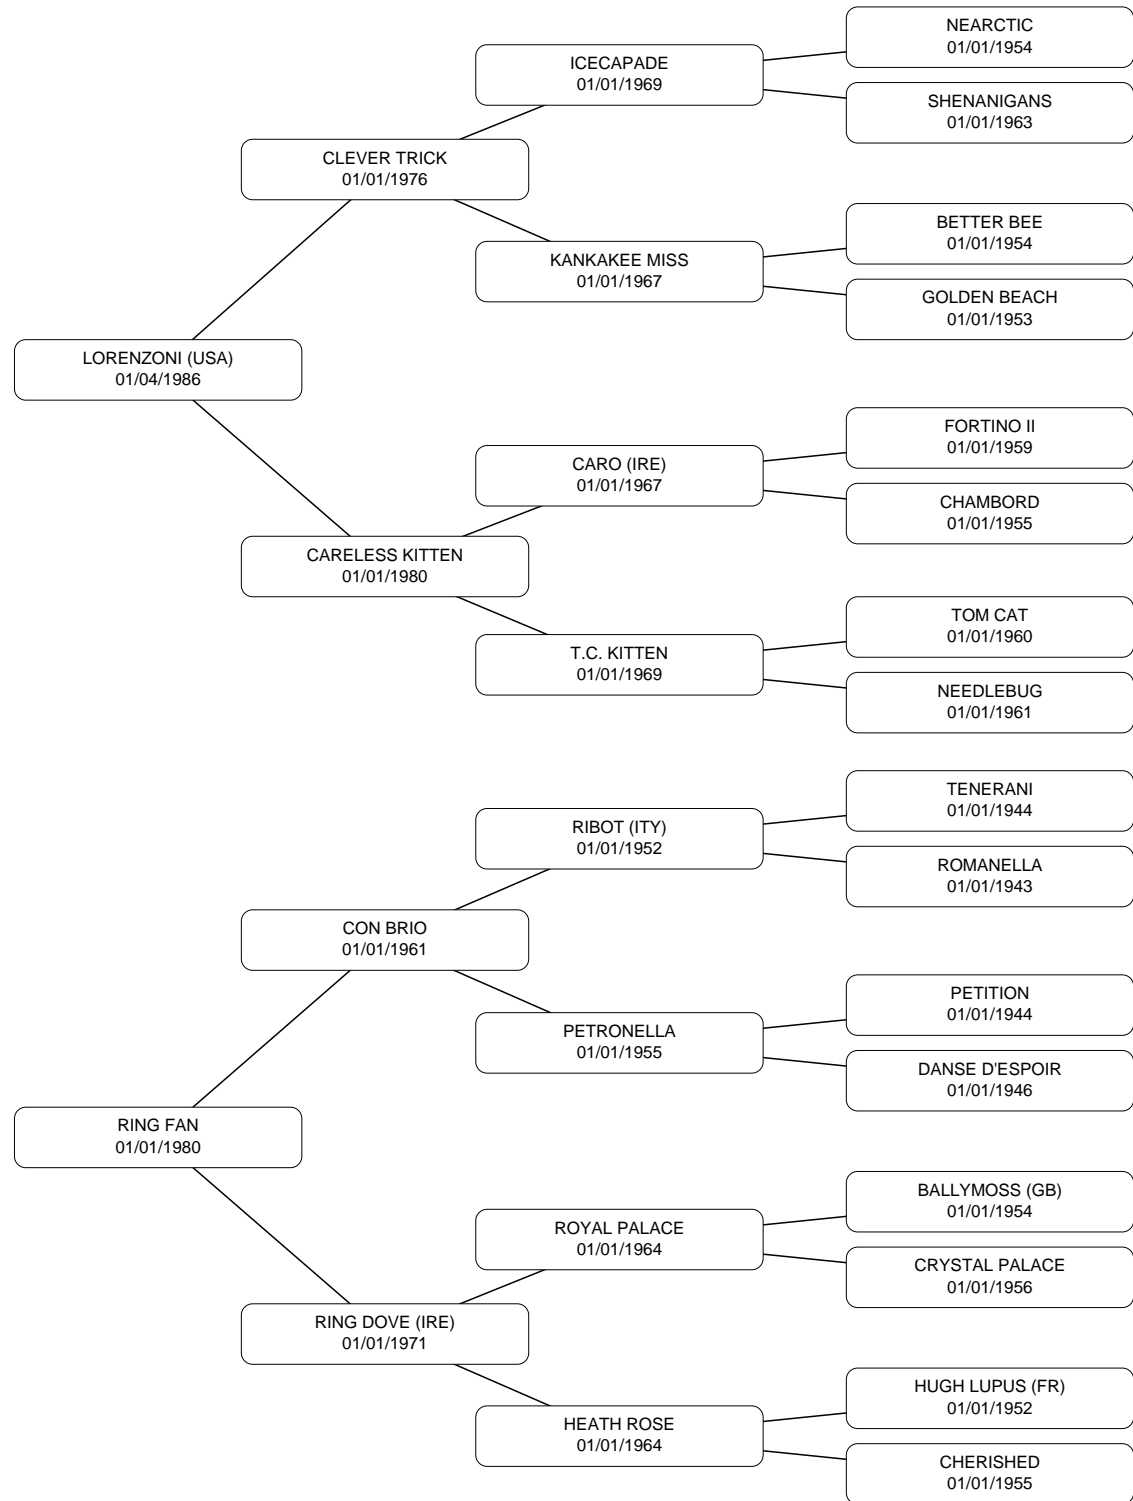 NEARCTIC
01/01/1954
ICECAPADE
01/01/1969
SHENANIGANS
01/01/1963
CLEVER TRICK
01/01/1976
BETTER BEE
01/01/1954
KANKAKEE MISS
01/01/1967
GOLDEN BEACH
01/01/1953
LORENZONI (USA)
01/04/1986
FORTINO II
01/01/1959
CARO (IRE)
01/01/1967
CHAMBORD
01/01/1955
CARELESS KITTEN
01/01/1980
TOM CAT
01/01/1960
T.C. KITTEN
01/01/1969
NEEDLEBUG
01/01/1961
TENERANI
01/01/1944
RIBOT (ITY)
01/01/1952
ROMANELLA
01/01/1943
CON BRIO
01/01/1961
PETITION
01/01/1944
PETRONELLA
01/01/1955
DANSE D'ESPOIR
01/01/1946
RING FAN
01/01/1980
BALLYMOSS (GB)
01/01/1954
ROYAL PALACE
01/01/1964
CRYSTAL PALACE
01/01/1956
RING DOVE (IRE)
01/01/1971
HUGH LUPUS (FR)
01/01/1952
HEATH ROSE
01/01/1964
CHERISHED
01/01/1955